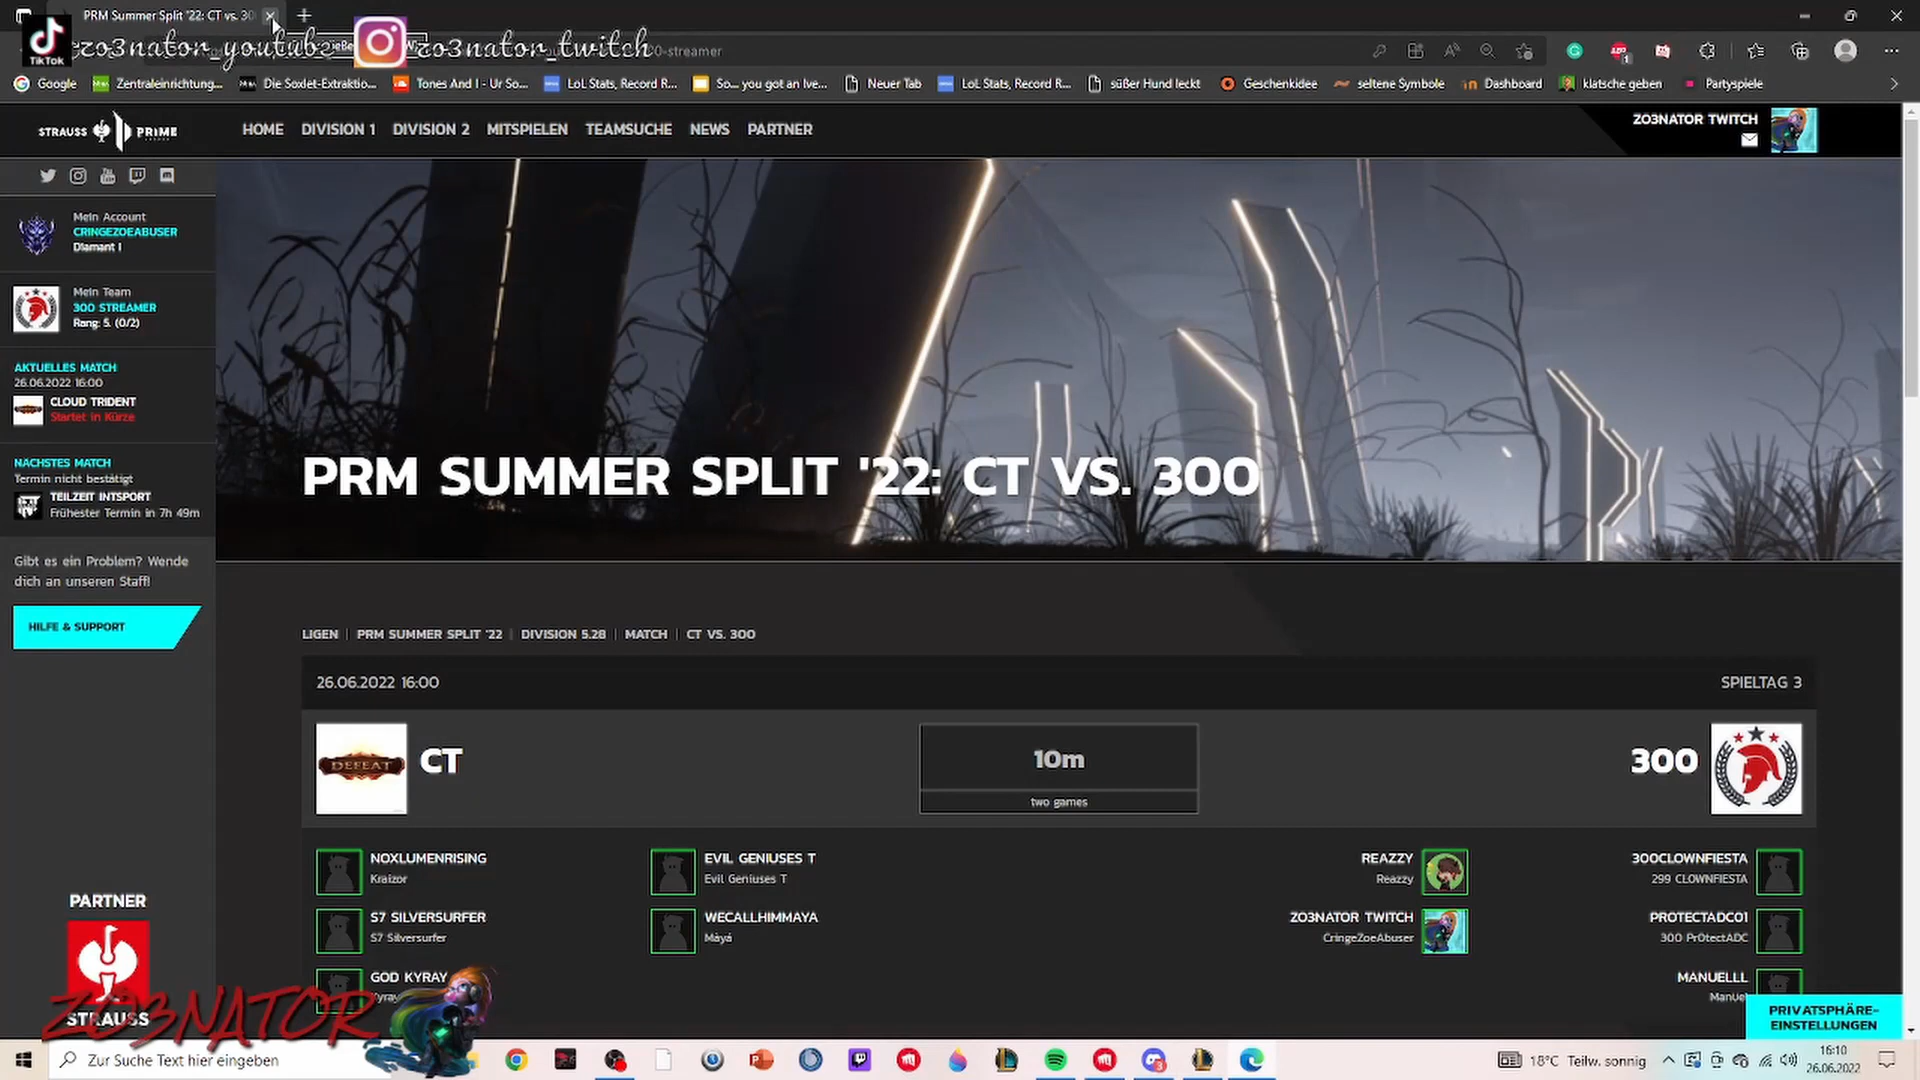 PRM Summer Split '22: CT vs. 30
TikTok
zo3nator_youtube
zo3nator_twitch
0-streamer
Google
Zentraleinrichtung...
Die Soxlet-Extraktio...
Tones And I - Ur So...
LoL Stats, Record R...
So... you got an Ive...
Neuer Tab
LoL Stats, Record R...
süßer Hund leckt
Geschenkidee
seltene Symbole
Dashboard
klatsche geben
Partyspiele
STRAUSS PRIME
HOME
DIVISION 1
DIVISION 2
MITSPIELEN
TEAMSUCHE
NEWS
PARTNER
ZO3NATOR TWITCH
Mein Account
CRINGEZOEABUSER
Diamant I
Mein Team
300 STREAMER
Rang: 5. (0/2)
AKTUELLES MATCH
26.06.2022 16:00
CLOUD TRIDENT
Startet in Kürze
NÄCHSTES MATCH
Termin nicht bestätigt
TEILZEIT INTSPORT
Frühester Termin in 7h 49m
Gibt es ein Problem? Wende
dich an unseren Staff!
HILFE & SUPPORT
PARTNER
STRAUSS
ZO3NATOR
PRM SUMMER SPLIT '22: CT VS. 300
LIGEN | PRM SUMMER SPLIT '22 | DIVISION 5.28 | MATCH | CT VS. 300
26.06.2022 16:00
SPIELTAG 3
DEFEAT
CT
10m
two games
300
NOXLUMENRISING
Kraizor
EVIL GENIUSES T
Evil Geniuses T
REAZZY
Reazzy
300CLOWNFIESTA
299 CLOWNFIESTA
S7 SILVERSURFER
S7 Silversurfer
WECALLHIMMAYA
Máyá
ZO3NATOR TWITCH
CringeZoeAbuser
PROTECTADC01
300 Pr0tectADC
GOD KYRAY
MANUELLL
PRIVATSPHÄRE-
EINSTELLUNGEN
Zur Suche Text hier eingeben
18°C Teilw. sonnig
16:10
26.06.2022